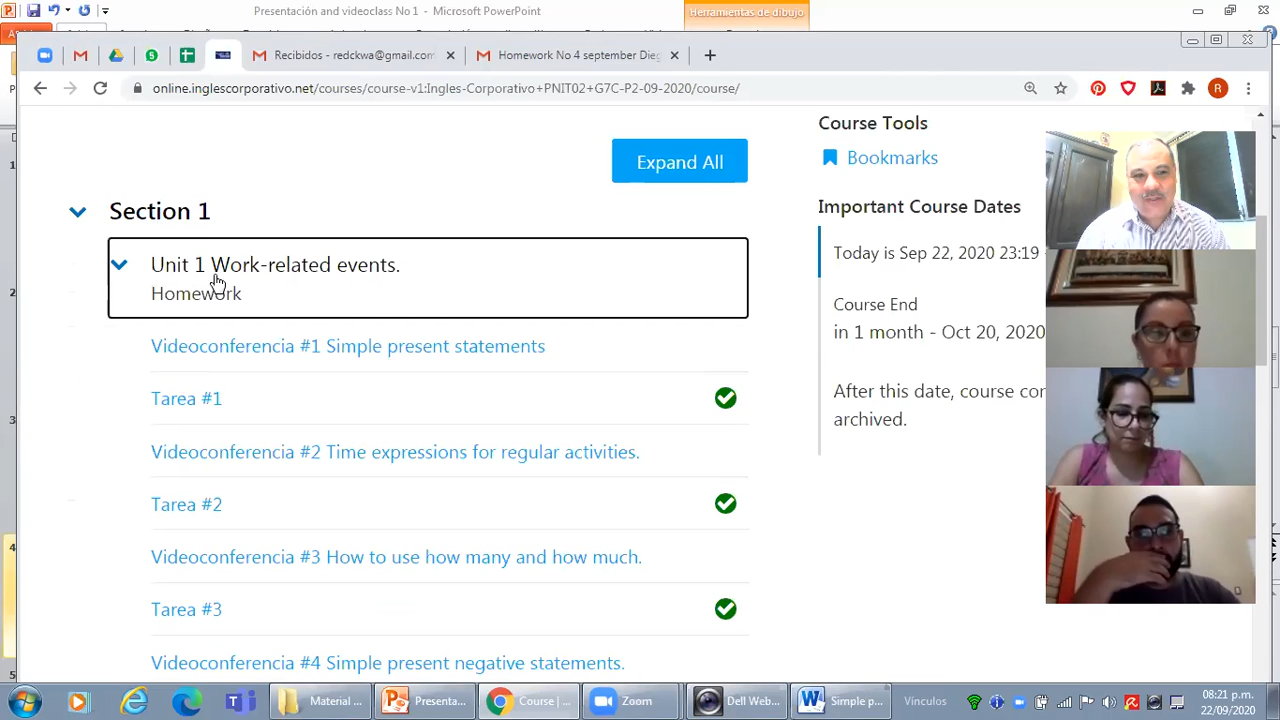 Presentación and videoclass No 1 - Microsoft PowerPoint
Herramientas de dibujo
Recibidos - redckwa@gmail.com
Homework No 4 september Die
online.inglescorporativo.net/courses/course-v1:Ingles-Corporativo+PNIT02+G7C-P2-09-2020/course/
Expand All
Course Tools
Bookmarks
Section 1
Important Course Dates
Unit 1 Work-related events.
Homework
Today is Sep 22, 2020 23:19
Course End
in 1 month - Oct 20, 2020
After this date, course con
archived.
Videoconferencia #1 Simple present statements
Tarea #1
Videoconferencia #2 Time expressions for regular activities.
Tarea #2
Videoconferencia #3 How to use how many and how much.
Tarea #3
Videoconferencia #4 Simple present negative statements.
Material ...
Presenta...
Course | ...
Zoom
Dell Web...
Simple p...
Vínculos
08:21 p.m.
22/09/2020